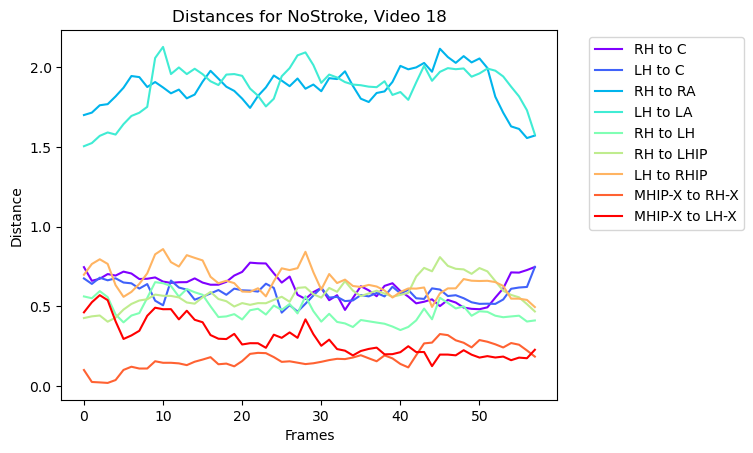 Distances for NoStroke, Video 18
2.0
1.5
1.0
0.5
0.0
Distance
0
10
20
30
40
50
Frames
RH to C
LH to C
RH to RA
LH to LA
RH to LH
RH to LHIP
LH to RHIP
MHIP-X to RH-X
MHIP-X to LH-X